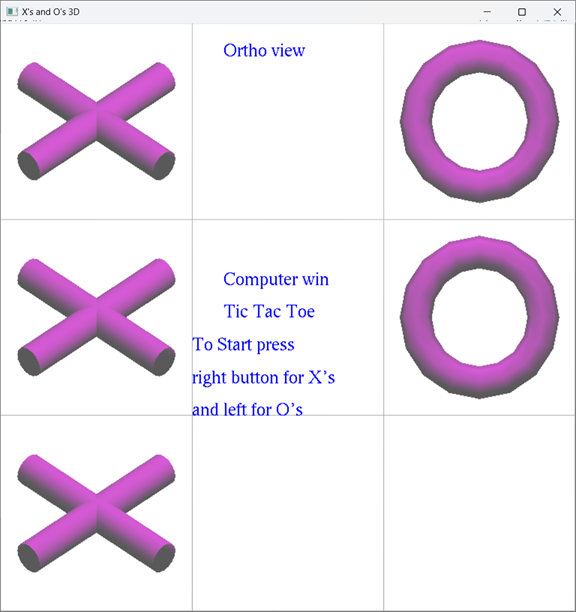 X's and O's 3D
Ortho view
Computer win
Tic Tac Toe
To Start press
right button for X’s
and left for O’s